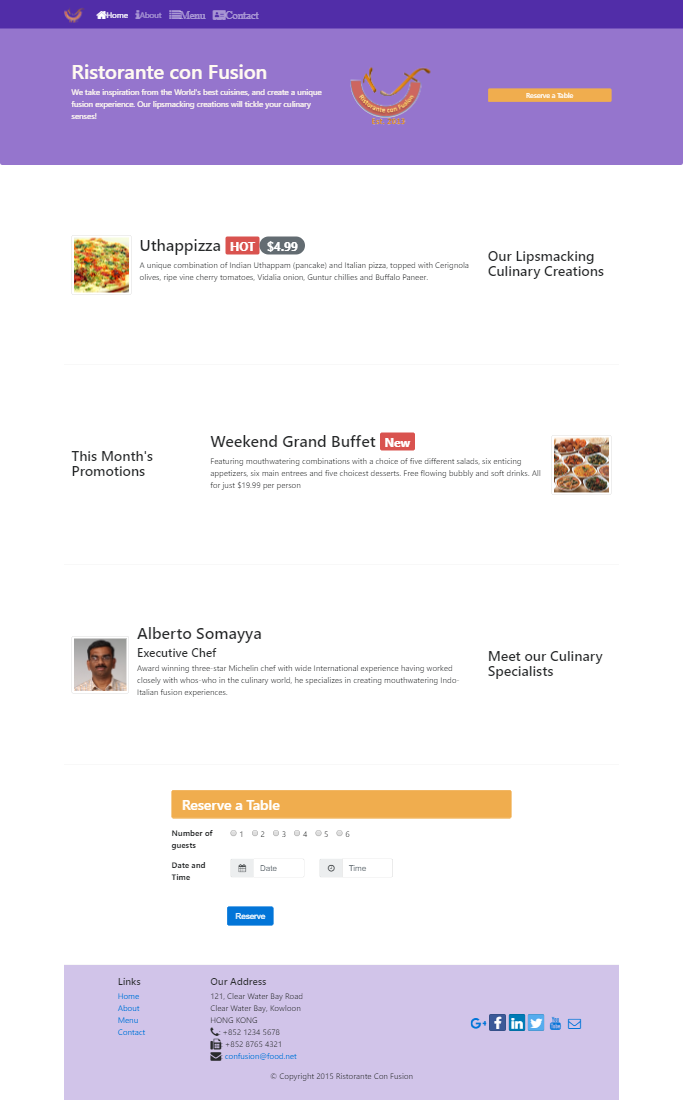 Home About Menu Contact
Ristorante con Fusion
We take inspiration from the World's best cuisines, and create a unique
fusion experience. Our lipsmacking creations will tickle your culinary
senses!
Ristorante con Fusion
Reserve a Table
Uthappizza HOT $4.99
A unique combination of Indian Uthappam (pancake) and Italian pizza, topped with Cerignola
olives, ripe vine cherry tomatoes, Vidalia onion, Guntur chillies and Buffalo Paneer.
Our Lipsmacking
Culinary Creations
This Month's
Promotions
Weekend Grand Buffet New
Featuring mouthwatering combinations with a choice of five different salads, six enticing
appetizers, six main entrees and five choicest desserts. Free flowing bubbly and soft drinks. All
for just $19.99 per person
Alberto Somayya
Executive Chef
Award winning three-star Michelin chef with wide International experience having worked
closely with whos-who in the culinary world, he specializes in creating mouthwatering Indo-
Italian fusion experiences.
Meet our Culinary
Specialists
Reserve a Table
Number of
guests
1 2 3 4 5 6
Date and
Time
Date Time
Reserve
Links
Home
About
Menu
Contact
Our Address
121, Clear Water Bay Road
Clear Water Bay, Kowloon
HONG KONG
: +852 1234 5678
: +852 8765 4321
: confusion@food.net
© Copyright 2015 Ristorante Con Fusion